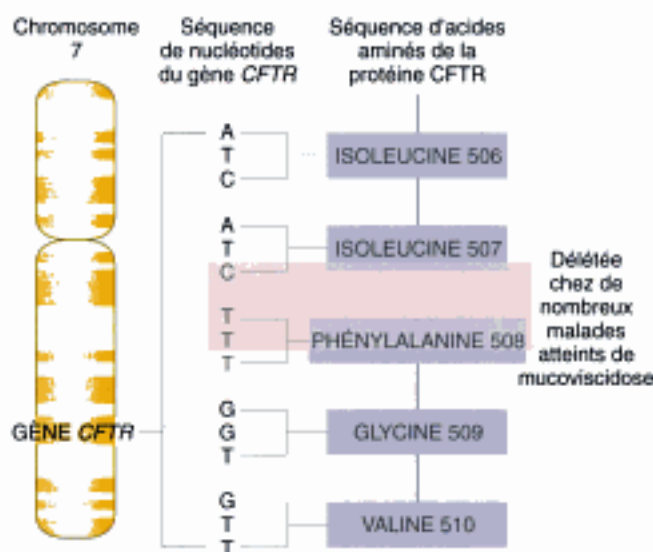 Chromosome
7
Séquence
de nucléotides
du gène CFTR
Séquence d'acides
aminés de la
protéine CFTR
A
T
C
ISOLEUCINE 506
A
T
C
ISOLEUCINE 507
T
T
T
PHÉNYLALANINE 508
Délétée
chez de
nombreux
malades
atteints de
mucoviscidose
GÈNE CFTR
G
G
T
GLYCINE 509
G
T
T
VALINE 510